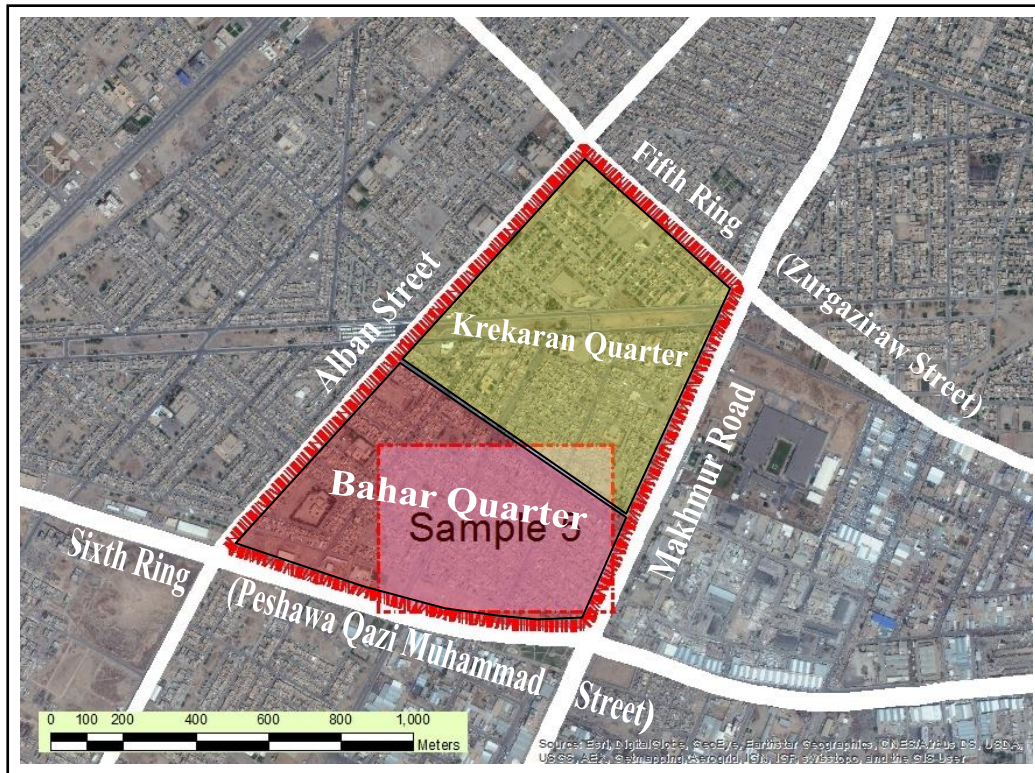 Fifth Ring
(Zurgaziraw Street)
Alban Street
Krekaran Quarter
Makhmur Road
Bahar Quarter
Sample 5
Sixth Ring
(Peshawa Qazi Muhammad
Street)
0 100 200 400 600 800 1,000
Meters
Source: Esri, DigitalGlobe, GeoEye, Earthstar Geographics, CNES/Airbus DS, USDA,
USGS, AEX, Getmapping, Aerogrid, IGN, IGP, swisstopo, and the GIS User